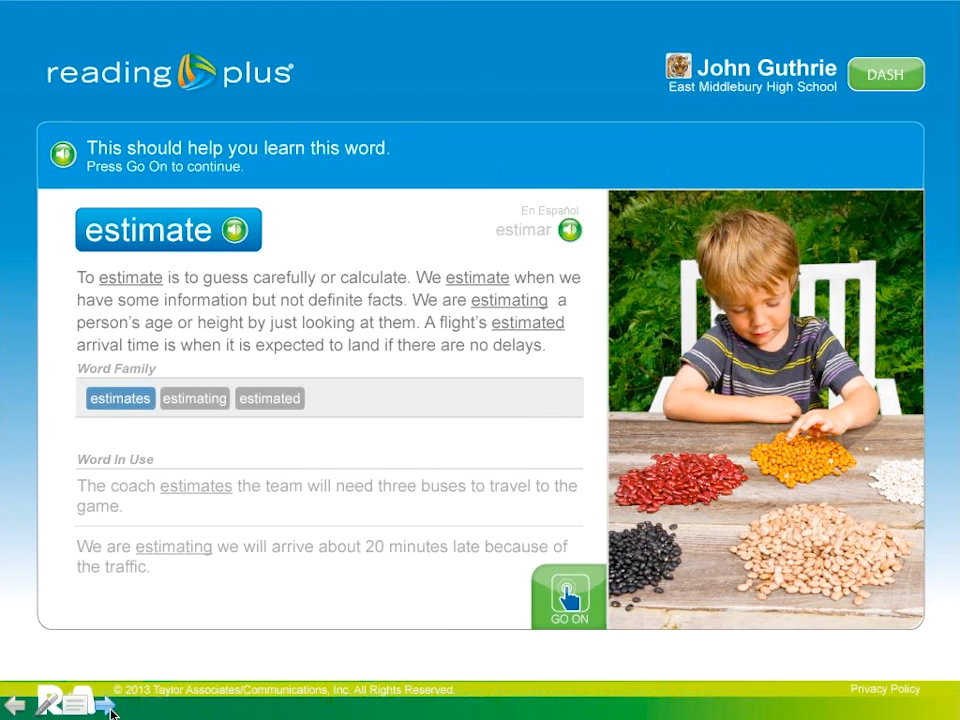 reading plus®
John Guthrie
East Middlebury High School
DASH
This should help you learn this word.
Press Go On to continue.
estimate
En Español
estimar
To estimate is to guess carefully or calculate. We estimate when we
have some information but not definite facts. We are estimating a
person's age or height by just looking at them. A flight's estimated
arrival time is when it is expected to land if there are no delays.
Word Family
estimates estimating estimated
Word In Use
The coach estimates the team will need three buses to travel to the
game.
We are estimating we will arrive about 20 minutes late because of
the traffic.
GO ON
© 2013 Taylor Associates/Communications, Inc. All Rights Reserved.
Privacy Policy